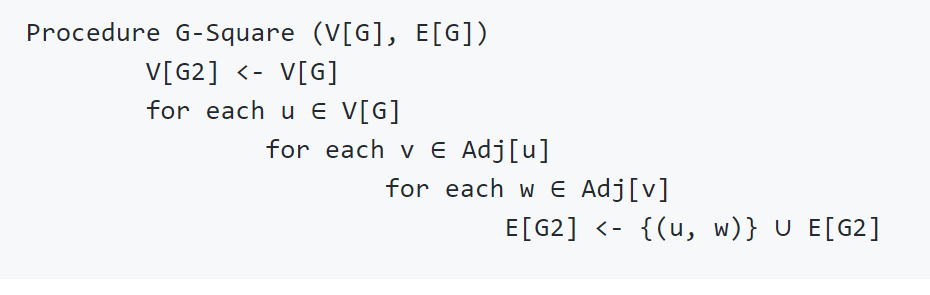 Procedure G-Square (V[G], E[G])
V[G2] <- V[G]
for each u ∈ V[G]
for each v ∈ Adj[u]
for each w ∈ Adj[v]
E[G2] <- {(u, w)} ∪ E[G2]